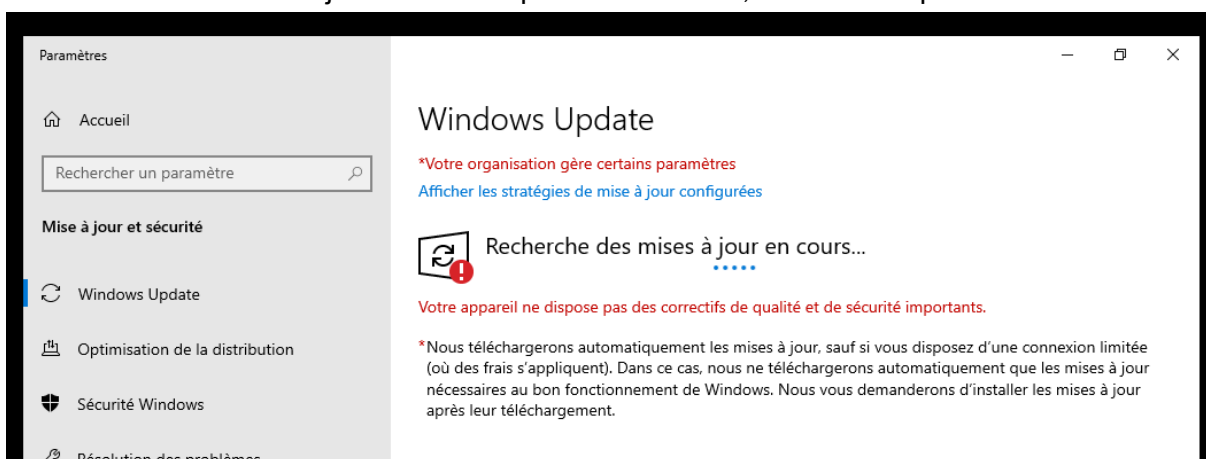 Paramètres
Accueil
Rechercher un paramètre
Mise à jour et sécurité
Windows Update
Optimisation de la distribution
Sécurité Windows
Résolution des problèmes
Windows Update
*Votre organisation gère certains paramètres
Afficher les stratégies de mise à jour configurées
Recherche des mises à jour en cours...
Votre appareil ne dispose pas des correctifs de qualité et de sécurité importants.
*Nous téléchargerons automatiquement les mises à jour, sauf si vous disposez d'une connexion limitée
(où des frais s'appliquent). Dans ce cas, nous ne téléchargerons automatiquement que les mises à jour
nécessaires au bon fonctionnement de Windows. Nous vous demanderons d'installer les mises à jour
après leur téléchargement.